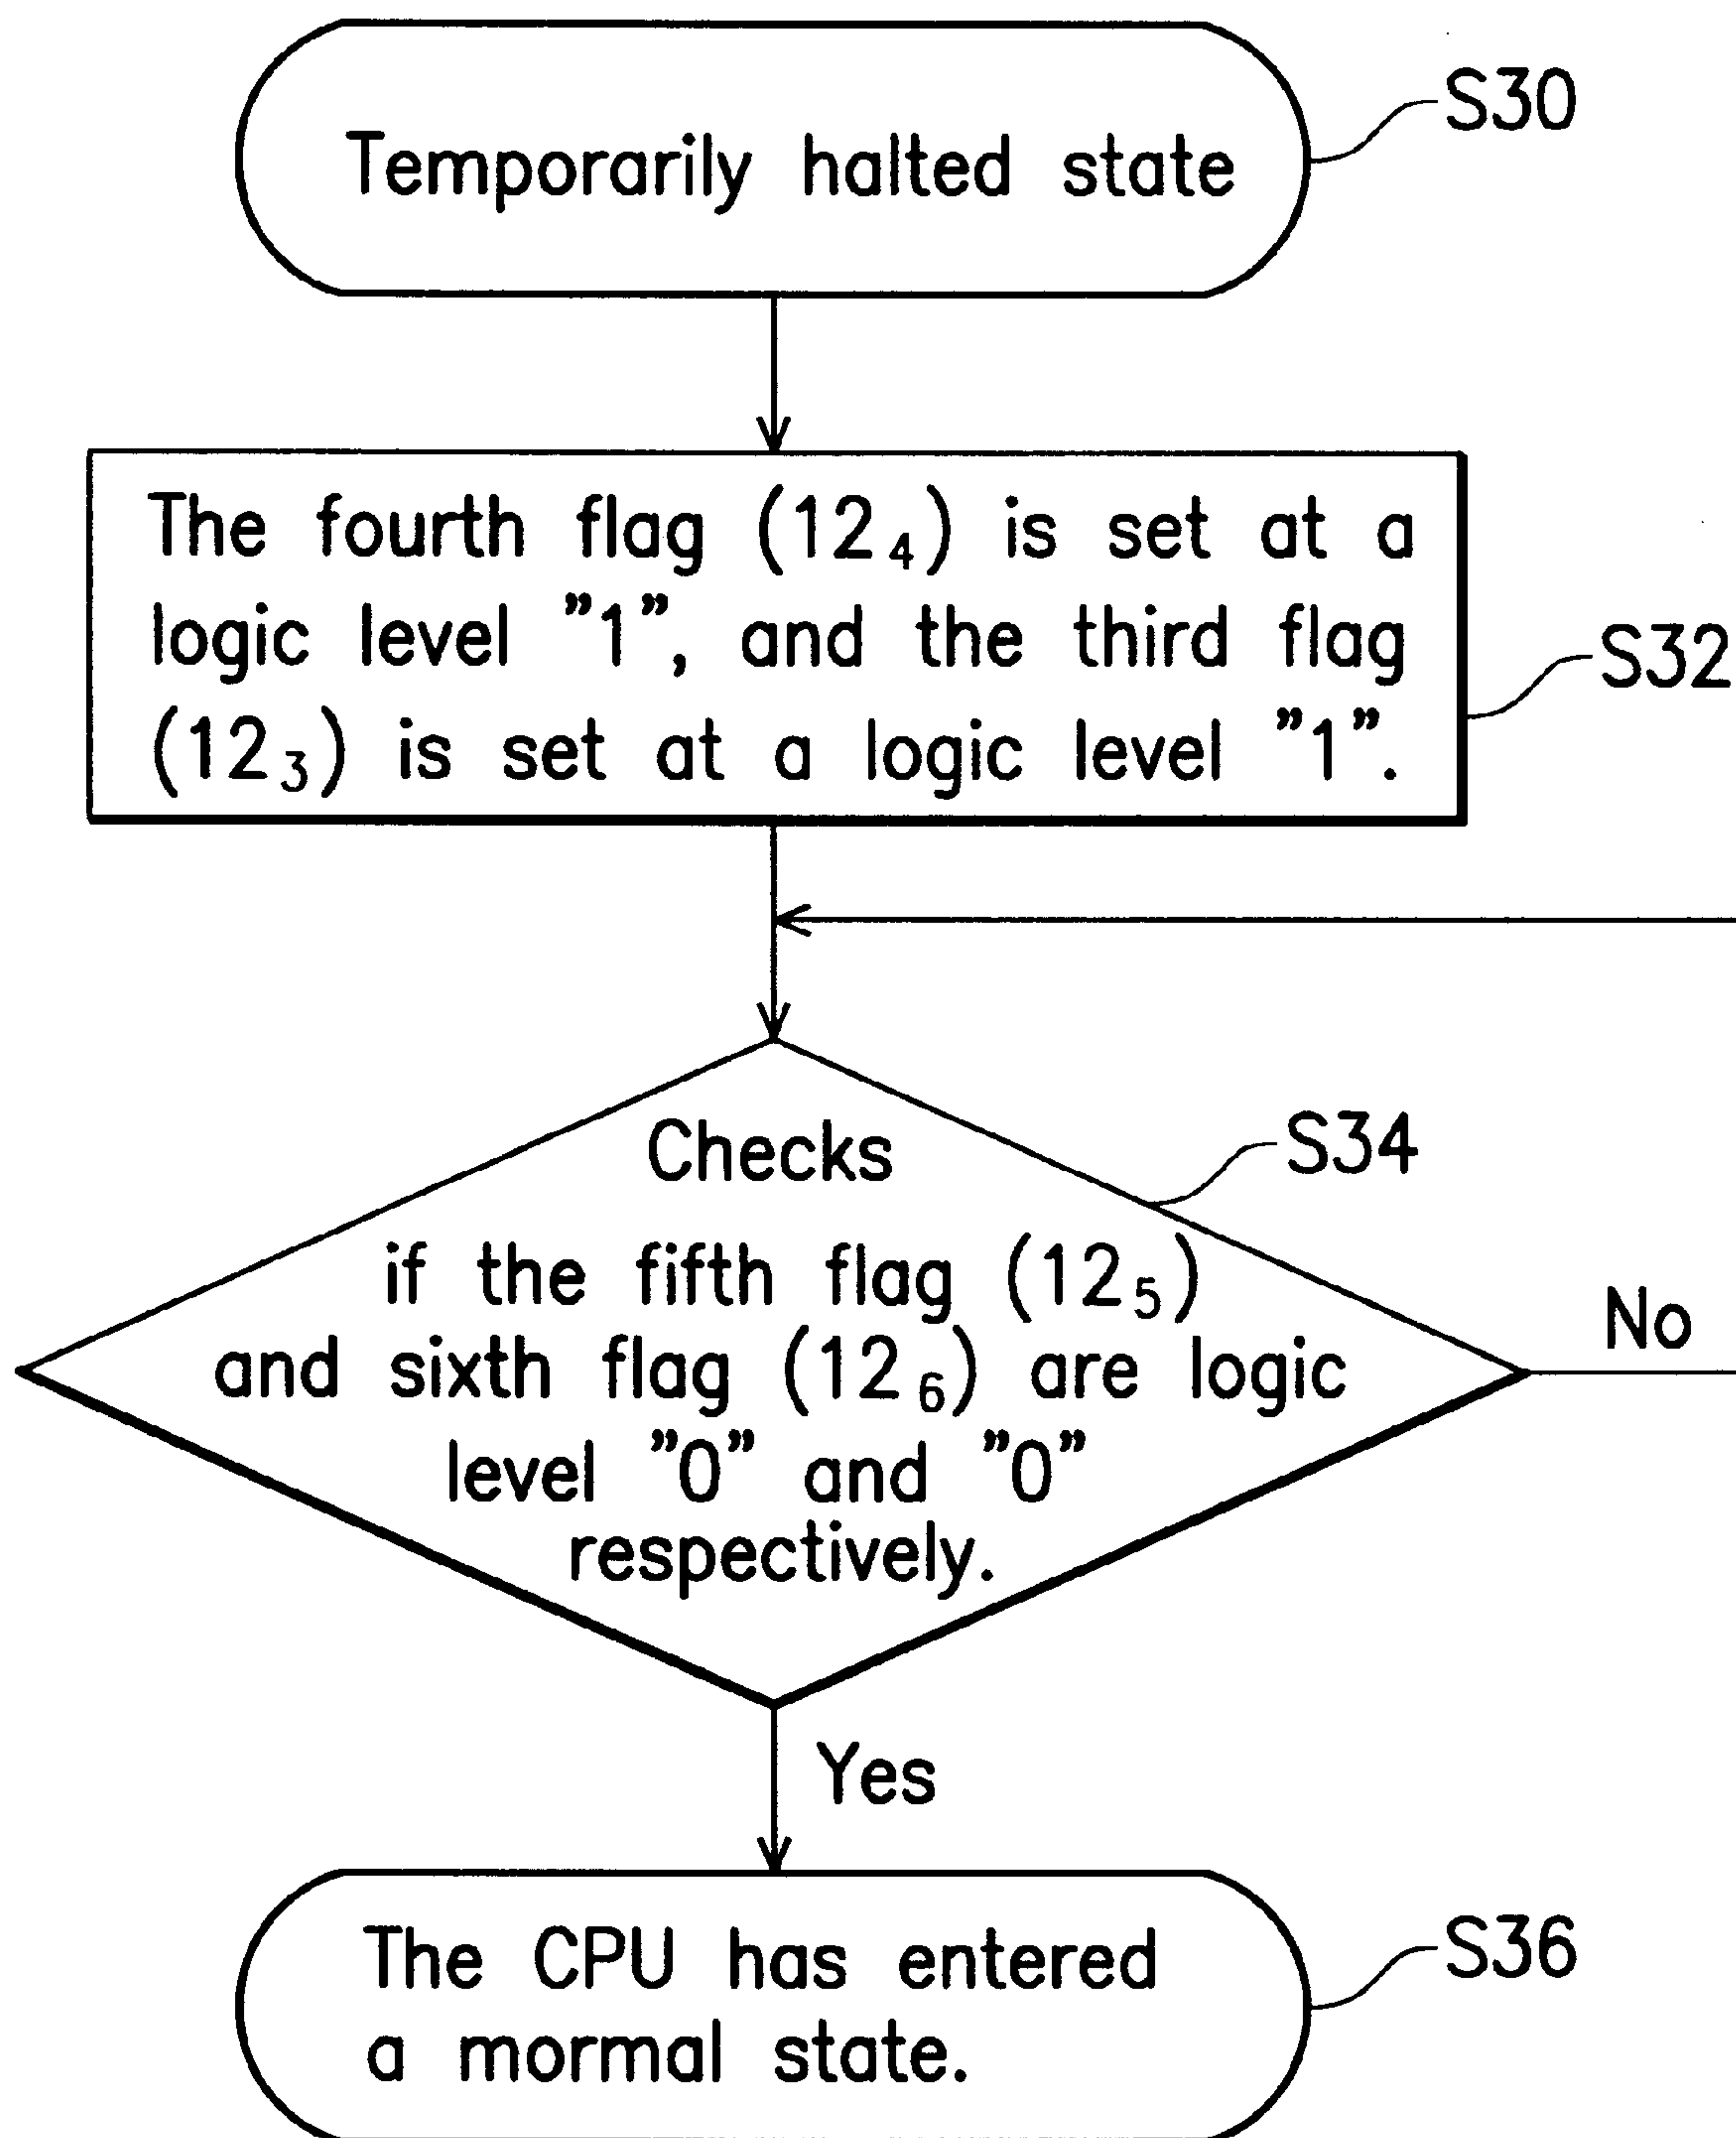 Temporarily halted state
S30
The fourth flag (12₄) is set at a
logic level "1", and the third flag
(12₃) is set at a logic level "1".
S32
Checks
if the fifth flag (12₅)
and sixth flag (12₆) are logic
level "0" and "0"
respectively.
S34
No
Yes
The CPU has entered
a mormal state.
S36